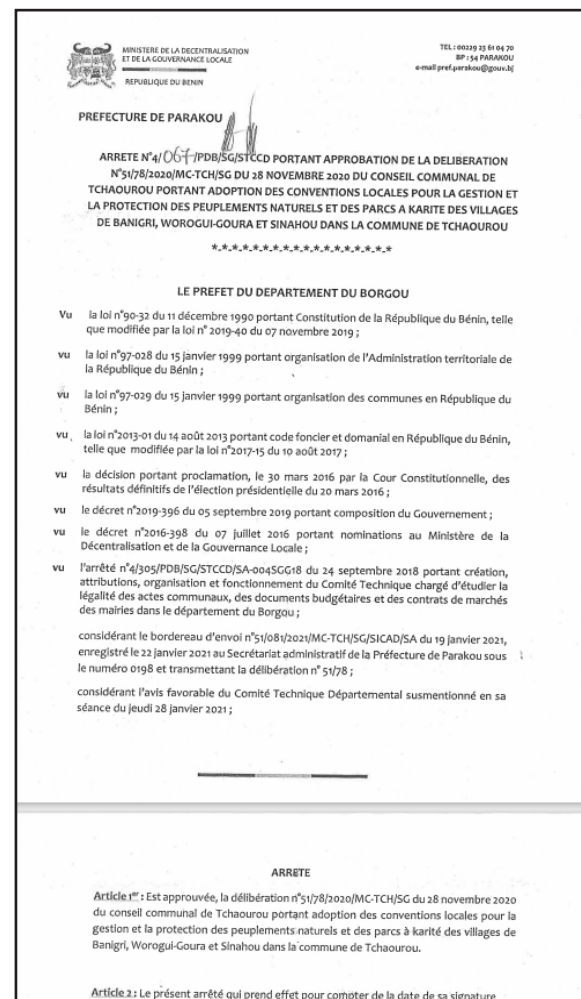 MINISTERE DE LA DECENTRALISATION
ET DE LA GOUVERNANCE LOCALE
REPUBLIQUE DU BENIN
TEL : 00229 23 61 04 70
BP : 54 PARAKOU
e-mail pref.parakou@gouv.bj
PREFECTURE DE PARAKOU
ARRETE N°4/067/PDB/SG/STCCD PORTANT APPROBATION DE LA DELIBERATION
N°51/78/2020/MC-TCH/SG DU 28 NOVEMBRE 2020 DU CONSEIL COMMUNAL DE
TCHAOUROU PORTANT ADOPTION DES CONVENTIONS LOCALES POUR LA GESTION ET
LA PROTECTION DES PEUPLEMENTS NATURELS ET DES PARCS A KARITE DES VILLAGES
DE BANIGRI, WOROGUI-GOURA ET SINAHOU DANS LA COMMUNE DE TCHAOUROU
*-*-*-*-*-*-*-*-*-*-*-*-*-*-*-*-*-*-*
LE PREFET DU DEPARTEMENT DU BORGOU
Vu la loi n°90-32 du 11 décembre 1990 portant Constitution de la République du Bénin, telle
que modifiée par la loi n° 2019-40 du 07 novembre 2019 ;
vu la loi n°97-028 du 15 janvier 1999 portant organisation de l'Administration territoriale de
la République du Bénin ;
vu la loi n°97-029 du 15 janvier 1999 portant organisation des communes en République du
Bénin ;
vu la loi n°2013-01 du 14 août 2013 portant code foncier et domanial en République du Bénin,
telle que modifiée par la loi n°2017-15 du 10 août 2017 ;
vu la décision portant proclamation, le 30 mars 2016 par la Cour Constitutionnelle, des
résultats définitifs de l'élection présidentielle du 20 mars 2016 ;
vu le décret n°2019-396 du 05 septembre 2019 portant composition du Gouvernement ;
vu le décret n°2016-398 du 07 juillet 2016 portant nominations au Ministère de la
Décentralisation et de la Gouvernance Locale ;
vu l'arrêté n°4/305/PDB/SG/STCCD/SA-004SGG18 du 24 septembre 2018 portant création,
attributions, organisation et fonctionnement du Comité Technique chargé d'étudier la
légalité des actes communaux, des documents budgétaires et des contrats de marchés
des mairies dans le département du Borgou ;
considérant le bordereau d'envoi n°51/081/2021/MC-TCH/SG/SICAD/SA du 19 janvier 2021,
enregistré le 22 janvier 2021 au Secrétariat administratif de la Préfecture de Parakou sous
le numéro 0198 et transmettant la délibération n° 51/78 ;
considérant l'avis favorable du Comité Technique Départemental susmentionné en sa
séance du jeudi 28 janvier 2021 ;
ARRETE
Article 1er : Est approuvée, la délibération n°51/78/2020/MC-TCH/SG du 28 novembre 2020
du conseil communal de Tchaourou portant adoption des conventions locales pour la
gestion et la protection des peuplements naturels et des parcs à karité des villages de
Banigri, Worogui-Goura et Sinahou dans la commune de Tchaourou.
Article 2 : Le présent arrêté qui prend effet pour compter de la date de sa signature